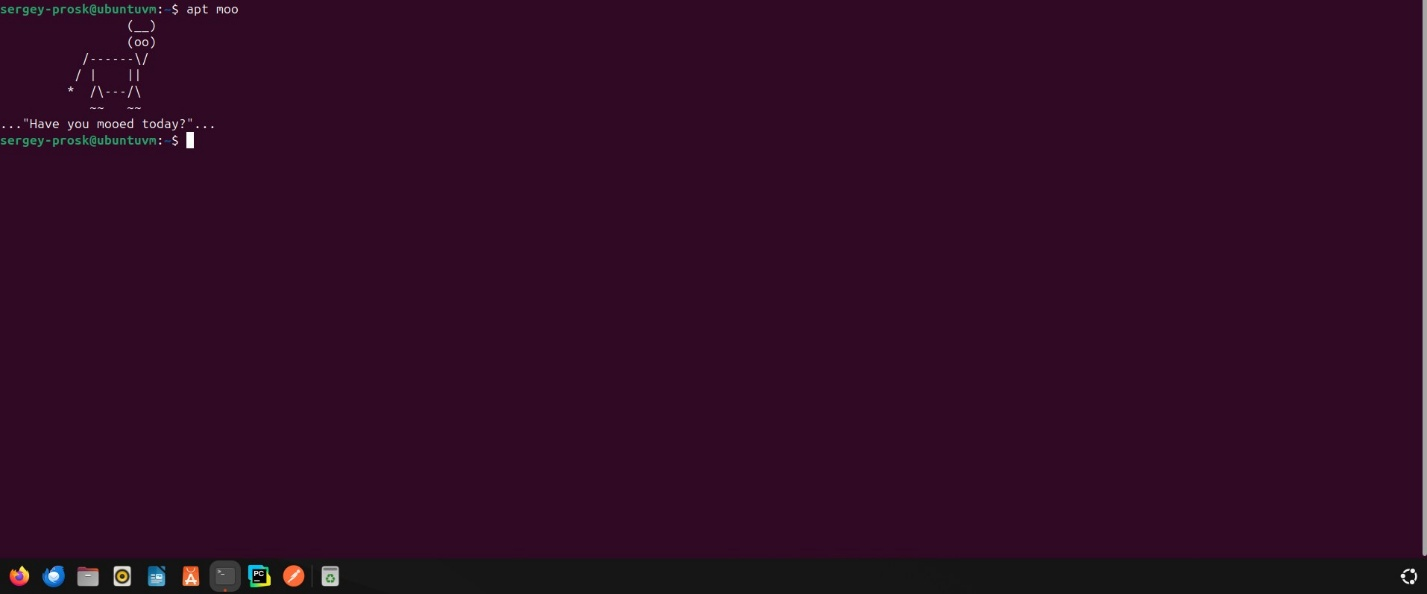 sergey-prosk@ubuntuvm:~$ apt moo
                 (__)
                 (oo)
           /------\/
          / |    ||
         *  /\---/\
            ~~   ~~
..."Have you mooed today?"...
sergey-prosk@ubuntuvm:~$
PC